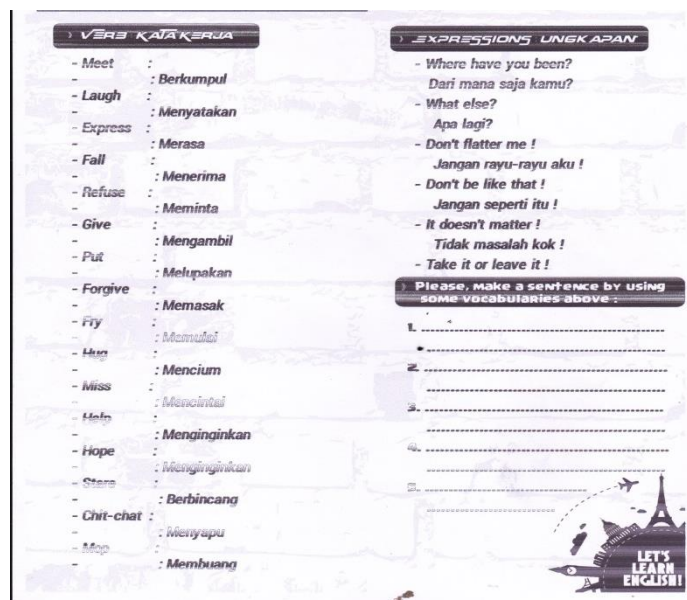 VERB KATA KERJA
- Meet :
- : Berkumpul
- Laugh :
- : Menyatakan
- Express :
- : Merasa
- Fall :
- : Menerima
- Refuse :
- : Meminta
- Give :
- : Mengambil
- Put :
- : Melupakan
- Forgive :
- : Memasak
- Fry :
- : Memulai
- Hug :
- : Mencium
- Miss :
- : Mencintai
- Help :
- : Menginginkan
- Hope :
- : Menginginkan
- Stare :
- : Berbincang
- Chit-chat :
- : Menyapu
- Mop :
- : Membuang
EXPRESSIONS UNGKAPAN
- Where have you been?
Dari mana saja kamu?
- What else?
Apa lagi?
- Don't flatter me !
Jangan rayu-rayu aku !
- Don't be like that !
Jangan seperti itu !
- It doesn't matter !
Tidak masalah kok !
- Take it or leave it !
Please, make a sentence by using
some vocabularies above :
1.
2.
3.
4.
5.
LET'S
LEARN
ENGLISH!